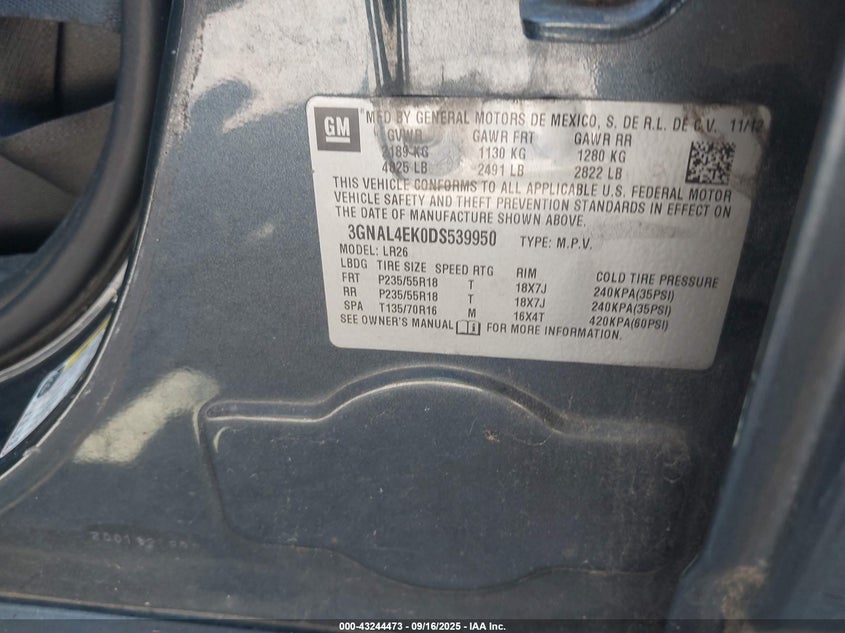 GM
® MFD BY GENERAL MOTORS DE MEXICO, S. DE R.L. DE C.V. 11/12
GVWR GAWR FRT GAWR RR
2189 KG 1130 KG 1280 KG
4825 LB 2491 LB 2822 LB
THIS VEHICLE CONFORMS TO ALL APPLICABLE U.S. FEDERAL MOTOR
VEHICLE SAFETY AND THEFT PREVENTION STANDARDS IN EFFECT ON
THE DATE OF MANUFACTURE SHOWN ABOVE.
3GNAL4EK0DS539950 TYPE: M.P.V.
MODEL: LR26
LBDG TIRE SIZE SPEED RTG RIM COLD TIRE PRESSURE
FRT P235/55R18 T 18X7J 240KPA(35PSI)
RR P235/55R18 T 18X7J 240KPA(35PSI)
SPA T135/70R16 M 16X4T 420KPA(60PSI)
SEE OWNER'S MANUAL FOR MORE INFORMATION.
000-43244473 - 09/16/2025 - IAA Inc.